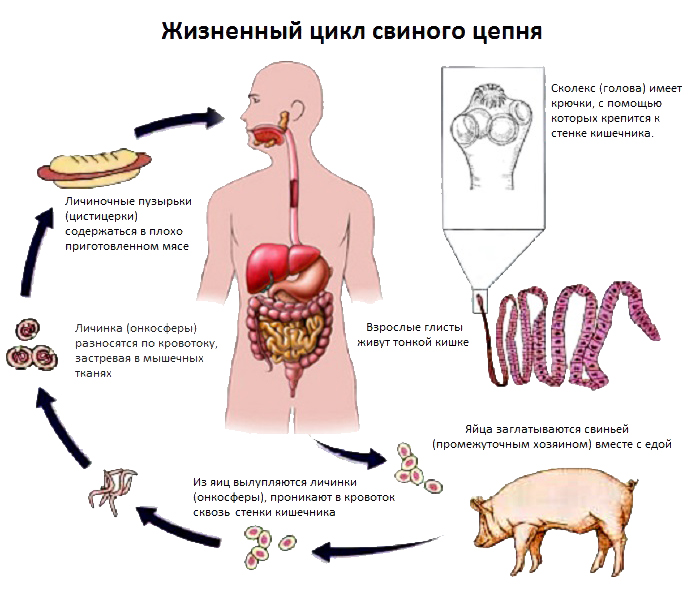 Жизненный цикл свиного цепня
Сколекс (голова) имеет
крючки, с помощью
которых крепится к
стенке кишечника.
Личиночные пузырьки
(цистицерки)
содержаться в плохо
приготовленном мясе
Личинка (онкосферы)
разносятся по кровотоку,
застревая в мышечных
тканях
Взрослые глисты
живут тонкой кишке
Яйца заглатываются свиньей
(промежуточным хозяином) вместе с едой
Из яиц вылупляются личинки
(онкосферы), проникают в кровоток
сквозь стенки кишечника